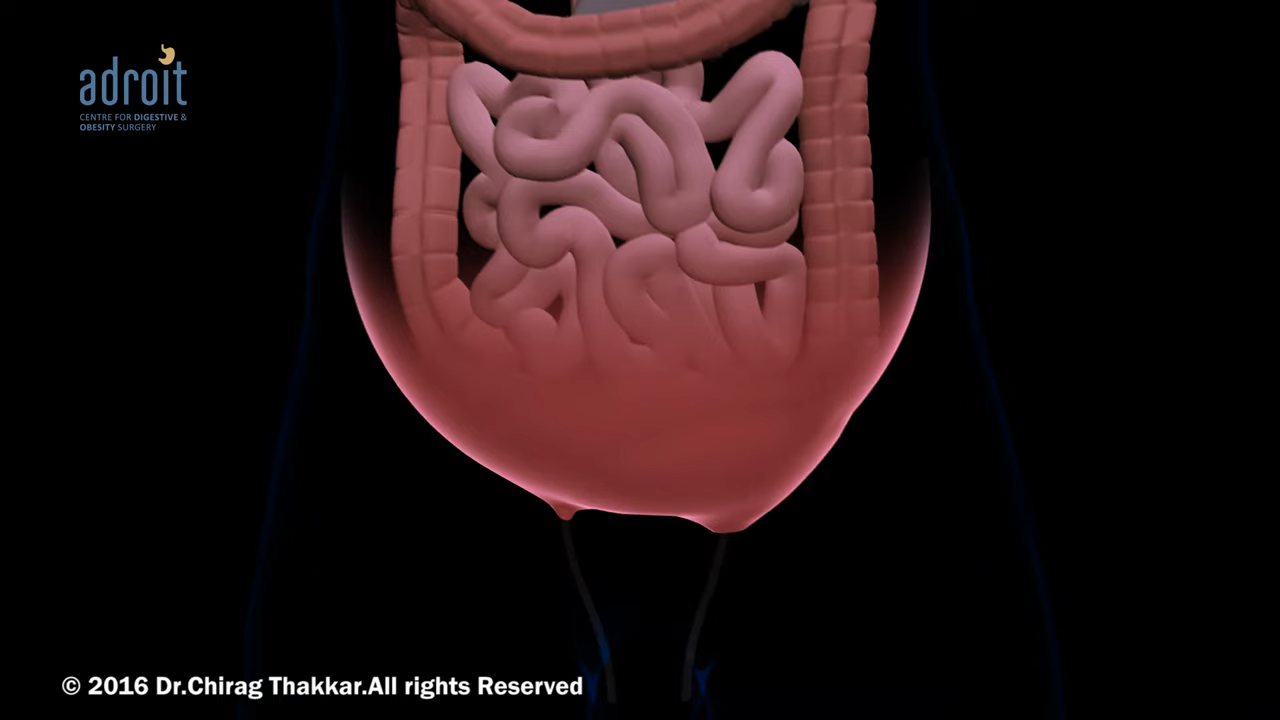 adroit
CENTRE FOR DIGESTIVE &
OBESITY SURGERY
© 2016 Dr.Chirag Thakkar.All rights Reserved